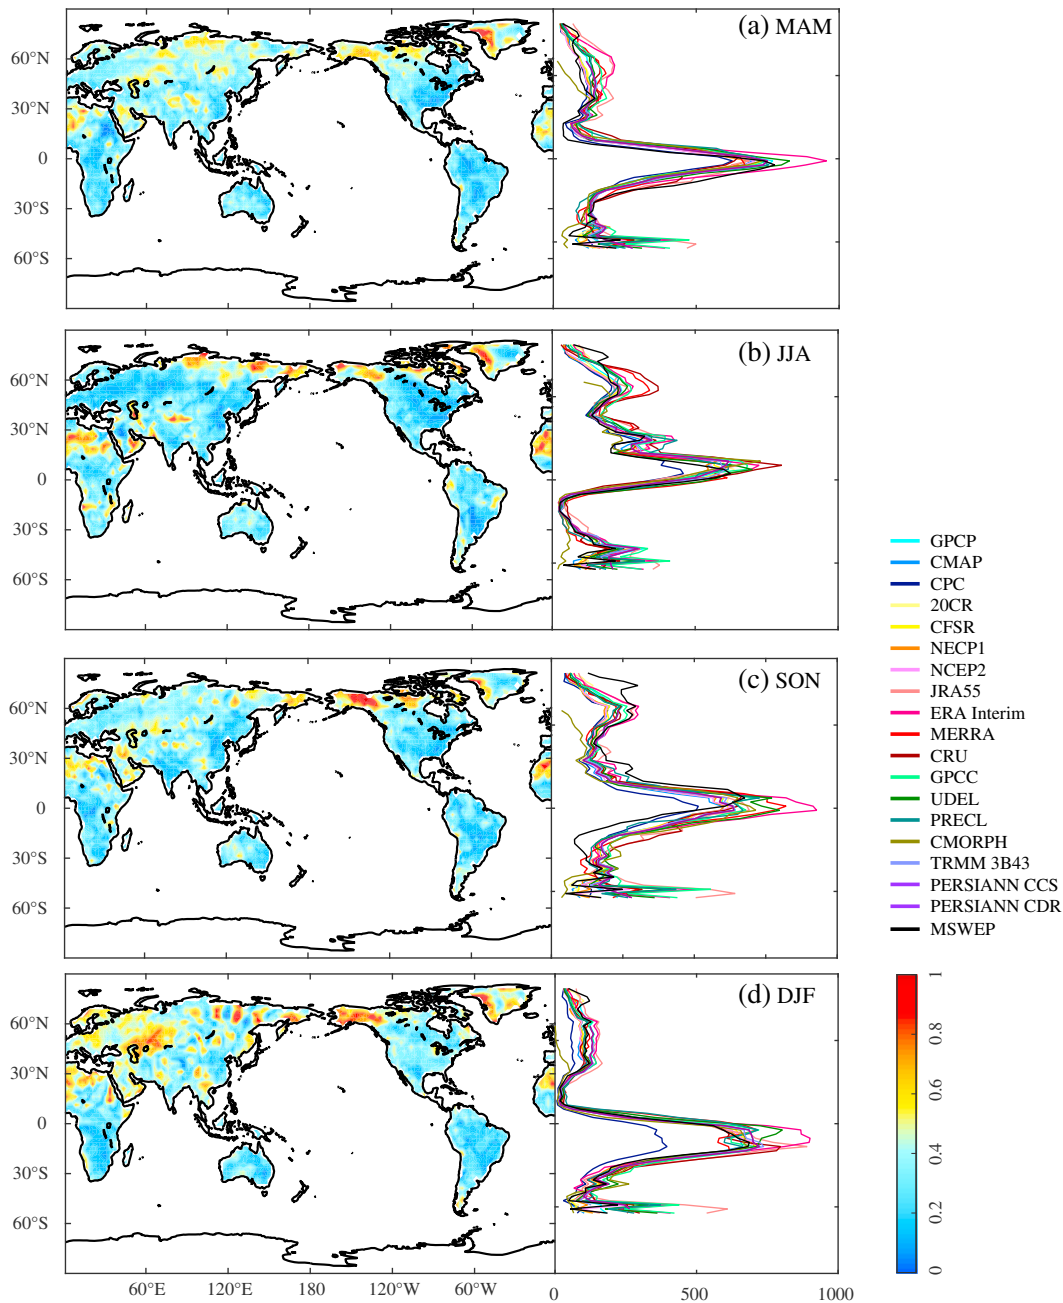 (a) MAM
60°N
30°N
0
30°S
60°S
(b) JJA
60°N
30°N
0
30°S
60°S
(c) SON
60°N
30°N
0
30°S
60°S
(d) DJF
60°N
30°N
0
30°S
60°S
60°E
120°E
180
120°W
60°W
0
500
1000
GPCP
CMAP
CPC
20CR
CFSR
NECP1
NCEP2
JRA55
ERA Interim
MERRA
CRU
GPCC
UDEL
PRECL
CMORPH
TRMM 3B43
PERSIANN CCS
PERSIANN CDR
MSWEP
1
0.8
0.6
0.4
0.2
0